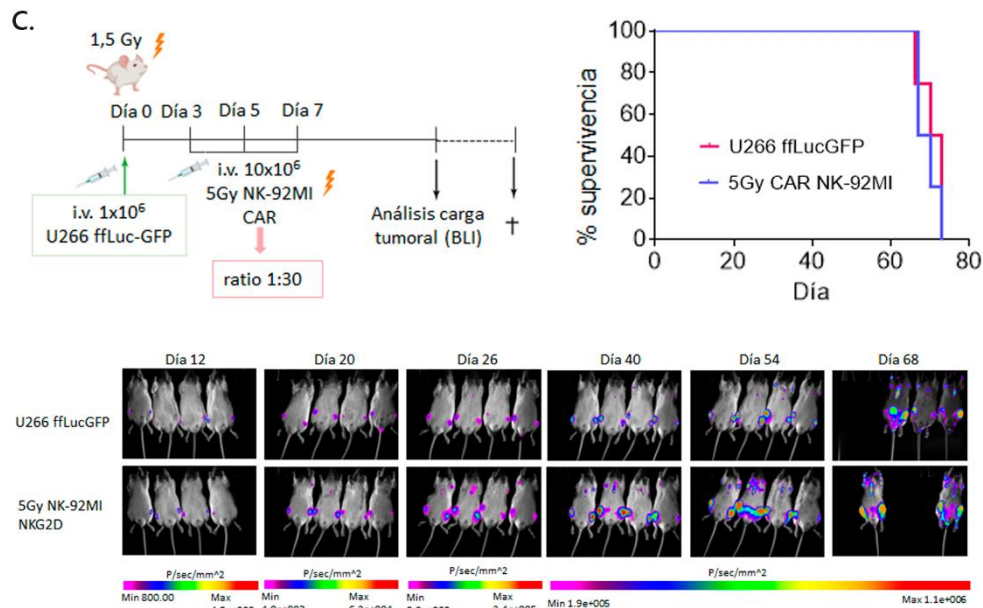 C.
1,5 Gy
Día 0 Día 3 Día 5 Día 7
i.v. 1x10⁶
U266 ffLuc-GFP
i.v. 10x10⁶
5Gy NK-92MI
CAR
ratio 1:30
Análisis carga
tumoral (BLI)
†
% supervivencia
100
80
60
40
20
0
0 20 40 60 80
Día
U266 ffLucGFP
5Gy CAR NK-92MI
Día 12 Día 20 Día 26 Día 40 Día 54 Día 68
U266 ffLucGFP
5Gy NK-92MI
NKG2D
P/sec/mm^2 P/sec/mm^2 P/sec/mm^2 P/sec/mm^2
Min 800.00 Max Min Max Min Max Min 1.9e+005 Max 1.1e+006